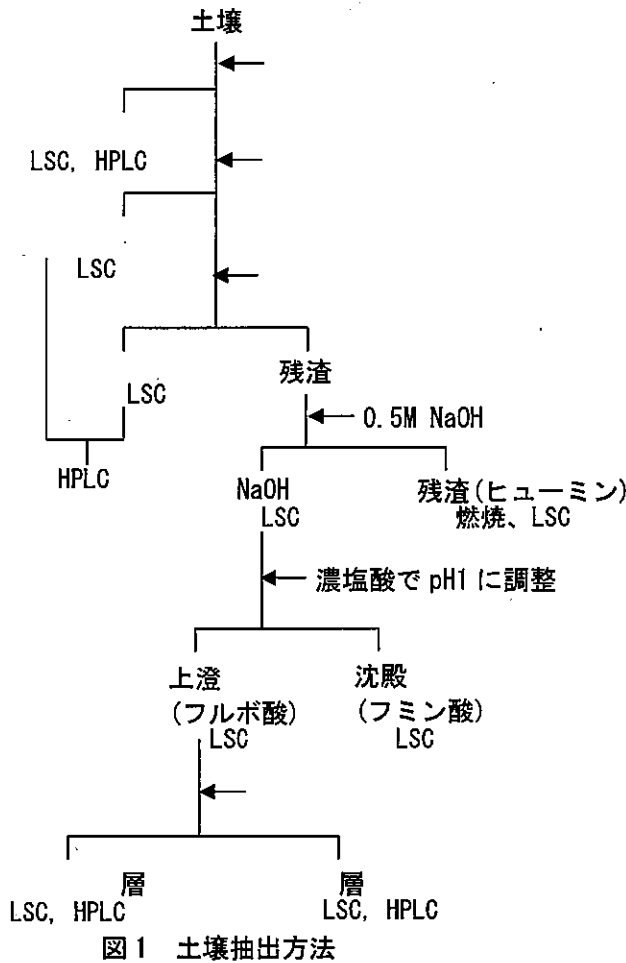 土壌
LSC, HPLC
LSC
LSC
残渣
0.5M NaOH
HPLC
NaOH
LSC
残渣(ヒューミン)
燃焼、LSC
濃塩酸で pH1 に調整
上澄
(フルボ酸)
LSC
沈殿
(フミン酸)
LSC
層
LSC, HPLC
層
LSC, HPLC
図1 土壌抽出方法